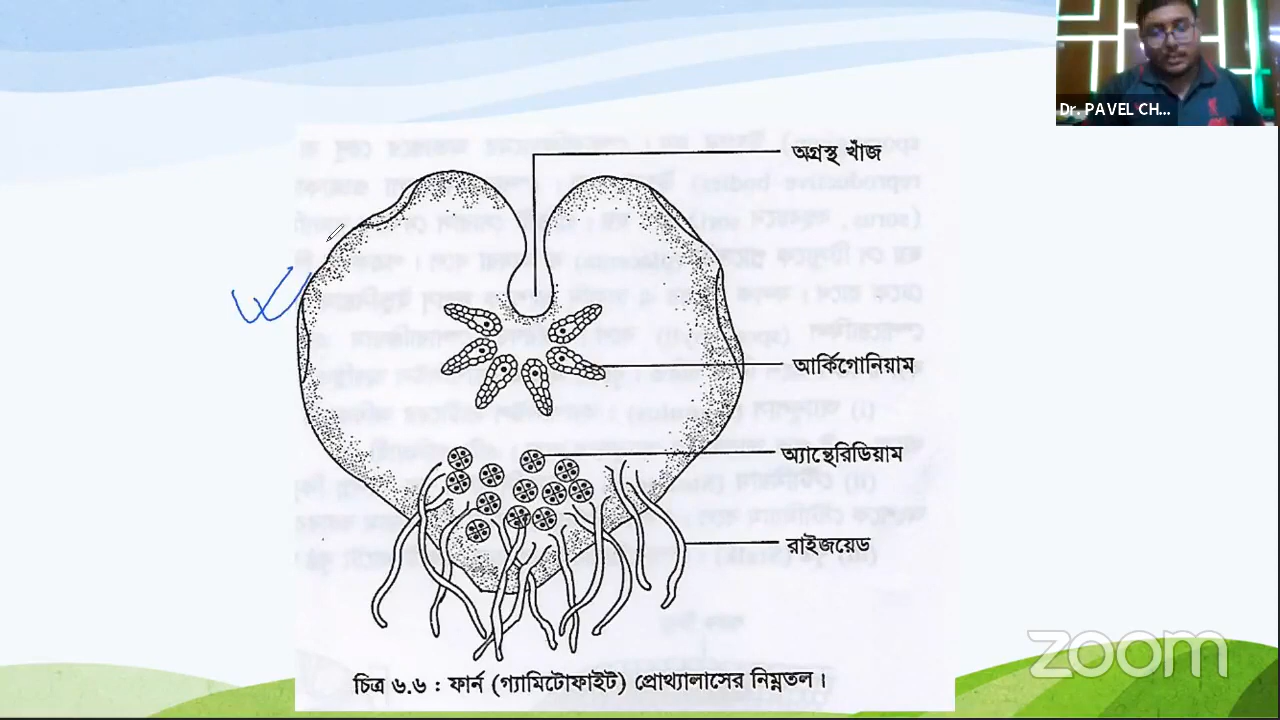 Dr. PAVEL CH...
অগ্রস্থ খাঁজ
আর্কিগোনিয়াম
অ্যান্থেরিডিয়াম
রাইজয়েড
zoom
চিত্র ৬.৬ : ফার্ন (গ্যামিটোফাইট) প্রোথ্যালাসের নিম্নতল।